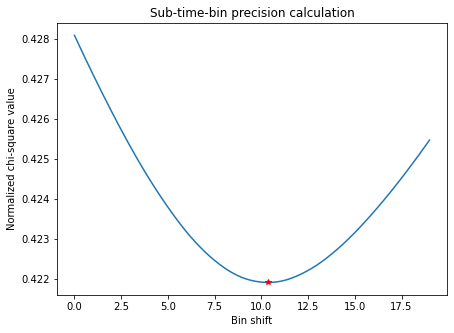 Sub-time-bin precision calculation
Normalized chi-square value
0.428
0.427
0.426
0.425
0.424
0.423
0.422
0.0 2.5 5.0 7.5 10.0 12.5 15.0 17.5
Bin shift